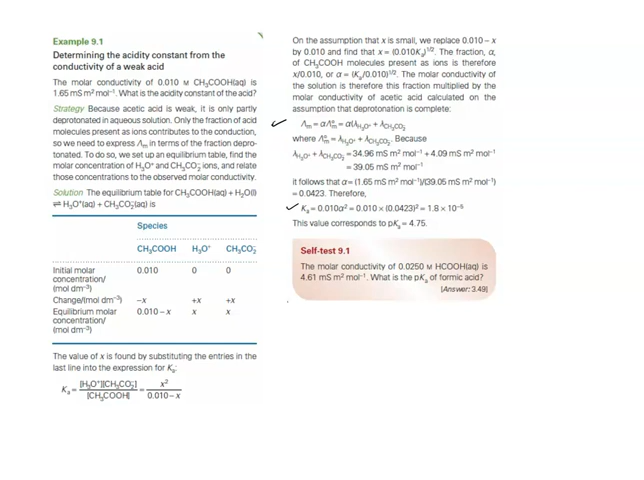 Example 9.1
Determining the acidity constant from the
conductivity of a weak acid
The molar conductivity of 0.010 M CH₃COOH(aq) is
1.65 mS m² mol⁻¹. What is the acidity constant of the acid?
Strategy Because acetic acid is weak, it is only partly
deprotonated in aqueous solution. Only the fraction of acid
molecules present as ions contributes to the conduction,
so we need to express Λm in terms of the fraction depro-
tonated. To do so, we set up an equilibrium table, find the
molar concentration of H₃O⁺ and CH₃CO₂⁻ ions, and relate
those concentrations to the observed molar conductivity.
Solution The equilibrium table for CH₃COOH(aq) + H₂O(l)
⇌ H₃O⁺(aq) + CH₃CO₂⁻(aq) is
Species
CH₃COOH H₃O⁺ CH₃CO₂⁻
Initial molar 0.010 0 0
concentration/
(mol dm⁻³)
Change/(mol dm⁻³) −x +x +x
Equilibrium molar 0.010 − x x x
concentration/
(mol dm⁻³)
The value of x is found by substituting the entries in the
last line into the expression for Kₐ:
Kₐ = [H₃O⁺][CH₃CO₂⁻] / [CH₃COOH] = x² / 0.010 − x
On the assumption that x is small, we replace 0.010 − x
by 0.010 and find that x = (0.010Kₐ)^1/2. The fraction, α,
of CH₃COOH molecules present as ions is therefore
x/0.010, or α = (Kₐ/0.010)^1/2. The molar conductivity of
the solution is therefore this fraction multiplied by the
molar conductivity of acetic acid calculated on the
assumption that deprotonation is complete:
Λm = αΛ°m = α(λH₃O⁺ + λCH₃CO₂⁻)
where Λ°m = λH₃O⁺ + λCH₃CO₂⁻. Because
λH₃O⁺ + λCH₃CO₂⁻ = 34.96 mS m² mol⁻¹ + 4.09 mS m² mol⁻¹
= 39.05 mS m² mol⁻¹
it follows that α = (1.65 mS m² mol⁻¹)/(39.05 mS m² mol⁻¹)
= 0.0423. Therefore,
Kₐ = 0.010α² = 0.010 × (0.0423)² = 1.8 × 10⁻⁵
This value corresponds to pKₐ = 4.75.
Self-test 9.1
The molar conductivity of 0.0250 M HCOOH(aq) is
4.61 mS m² mol⁻¹. What is the pKₐ of formic acid?
[Answer: 3.49]